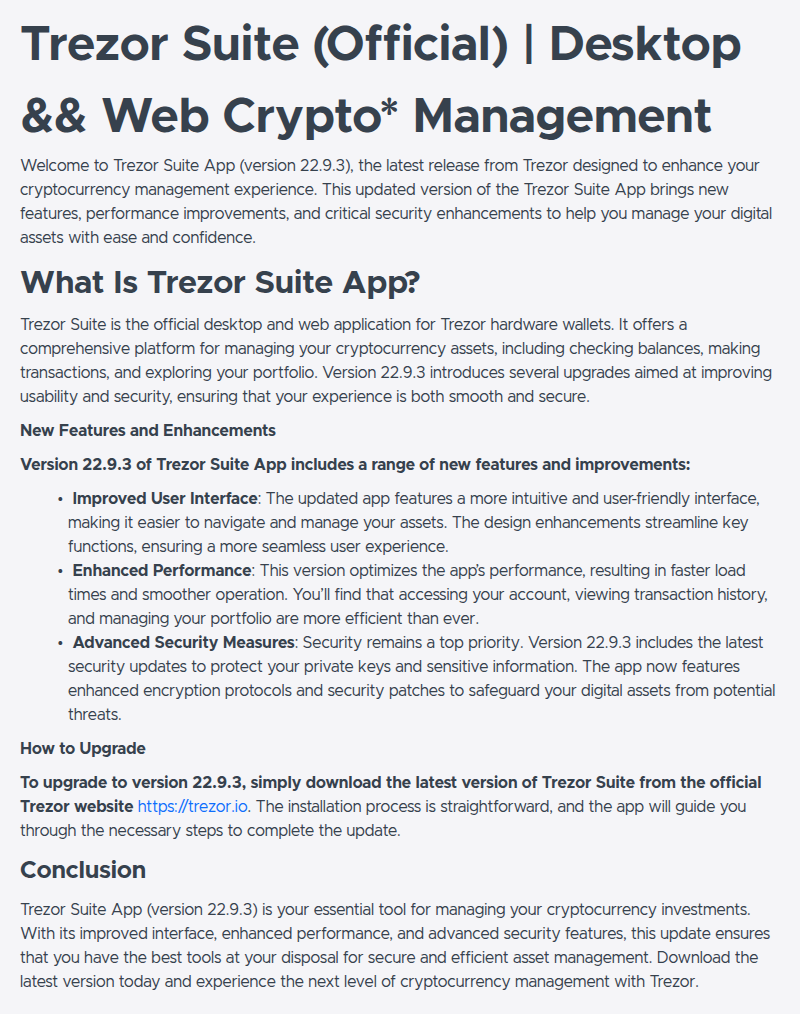 Trezor Suite (Official) | Desktop
&& Web Crypto* Management
Welcome to Trezor Suite App (version 22.9.3), the latest release from Trezor designed to enhance your
cryptocurrency management experience. This updated version of the Trezor Suite App brings new
features, performance improvements, and critical security enhancements to help you manage your digital
assets with ease and confidence.
What Is Trezor Suite App?
Trezor Suite is the official desktop and web application for Trezor hardware wallets. It offers a
comprehensive platform for managing your cryptocurrency assets, including checking balances, making
transactions, and exploring your portfolio. Version 22.9.3 introduces several upgrades aimed at improving
usability and security, ensuring that your experience is both smooth and secure.
New Features and Enhancements
Version 22.9.3 of Trezor Suite App includes a range of new features and improvements:
• Improved User Interface: The updated app features a more intuitive and user-friendly interface,
making it easier to navigate and manage your assets. The design enhancements streamline key
functions, ensuring a more seamless user experience.
• Enhanced Performance: This version optimizes the app's performance, resulting in faster load
times and smoother operation. You'll find that accessing your account, viewing transaction history,
and managing your portfolio are more efficient than ever.
• Advanced Security Measures: Security remains a top priority. Version 22.9.3 includes the latest
security updates to protect your private keys and sensitive information. The app now features
enhanced encryption protocols and security patches to safeguard your digital assets from potential
threats.
How to Upgrade
To upgrade to version 22.9.3, simply download the latest version of Trezor Suite from the official
Trezor website https://trezor.io. The installation process is straightforward, and the app will guide you
through the necessary steps to complete the update.
Conclusion
Trezor Suite App (version 22.9.3) is your essential tool for managing your cryptocurrency investments.
With its improved interface, enhanced performance, and advanced security features, this update ensures
that you have the best tools at your disposal for secure and efficient asset management. Download the
latest version today and experience the next level of cryptocurrency management with Trezor.